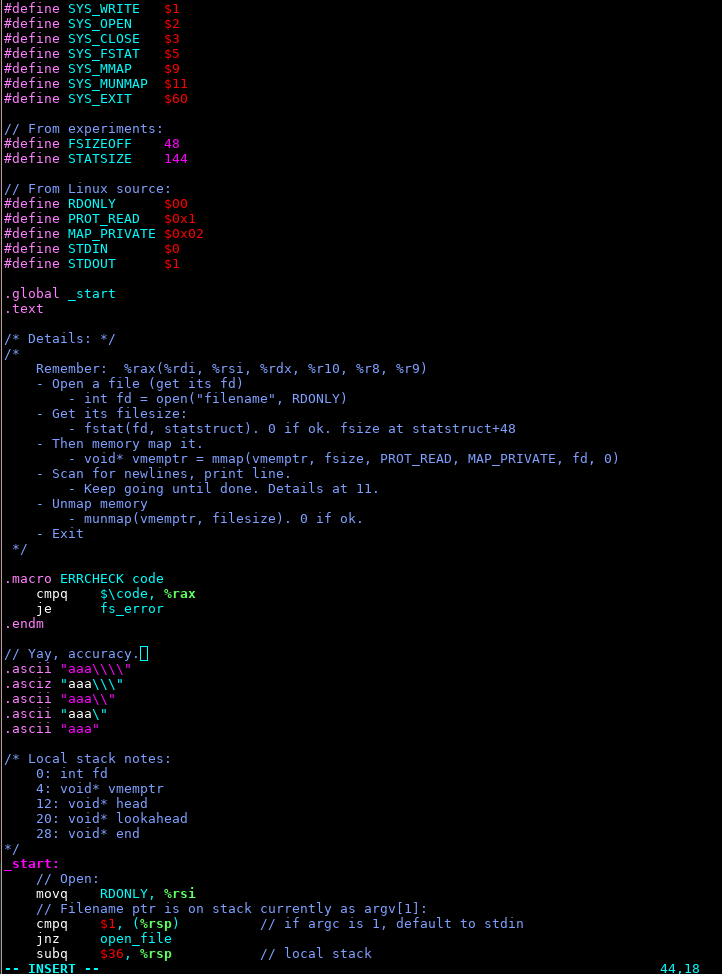 #define SYS_WRITE   $1
#define SYS_OPEN    $2
#define SYS_CLOSE   $3
#define SYS_FSTAT   $5
#define SYS_MMAP    $9
#define SYS_MUNMAP  $11
#define SYS_EXIT    $60

// From experiments:
#define FSIZEOFF    48
#define STATSIZE    144

// From Linux source:
#define RDONLY      $00
#define PROT_READ   $0x1
#define MAP_PRIVATE $0x02
#define STDIN       $0
#define STDOUT      $1

.global _start
.text

/* Details: */
/*
    Remember:  %rax(%rdi, %rsi, %rdx, %r10, %r8, %r9)
    - Open a file (get its fd)
        - int fd = open("filename", RDONLY)
    - Get its filesize:
        - fstat(fd, statstruct). 0 if ok. fsize at statstruct+48
    - Then memory map it.
        - void* vmemptr = mmap(vmemptr, fsize, PROT_READ, MAP_PRIVATE, fd, 0)
    - Scan for newlines, print line.
        - Keep going until done. Details at 11.
    - Unmap memory
        - munmap(vmemptr, filesize). 0 if ok.
    - Exit
 */

.macro ERRCHECK code
    cmpq    $\code, %rax
    je      fs_error
.endm

// Yay, accuracy.
.ascii "aaa\\\\"
.asciz "aaa\\\"
.ascii "aaa\\"
.ascii "aaa\"
.ascii "aaa"

/* Local stack notes:
    0: int fd
    4: void* vmemptr
    12: void* head
    20: void* lookahead
    28: void* end
*/
_start:
    // Open:
    movq    RDONLY, %rsi
    // Filename ptr is on stack currently as argv[1]:
    cmpq    $1, (%rsp)          // if argc is 1, default to stdin
    jnz     open_file
    subq    $36, %rsp           // local stack
-- INSERT --                                                                      44,18